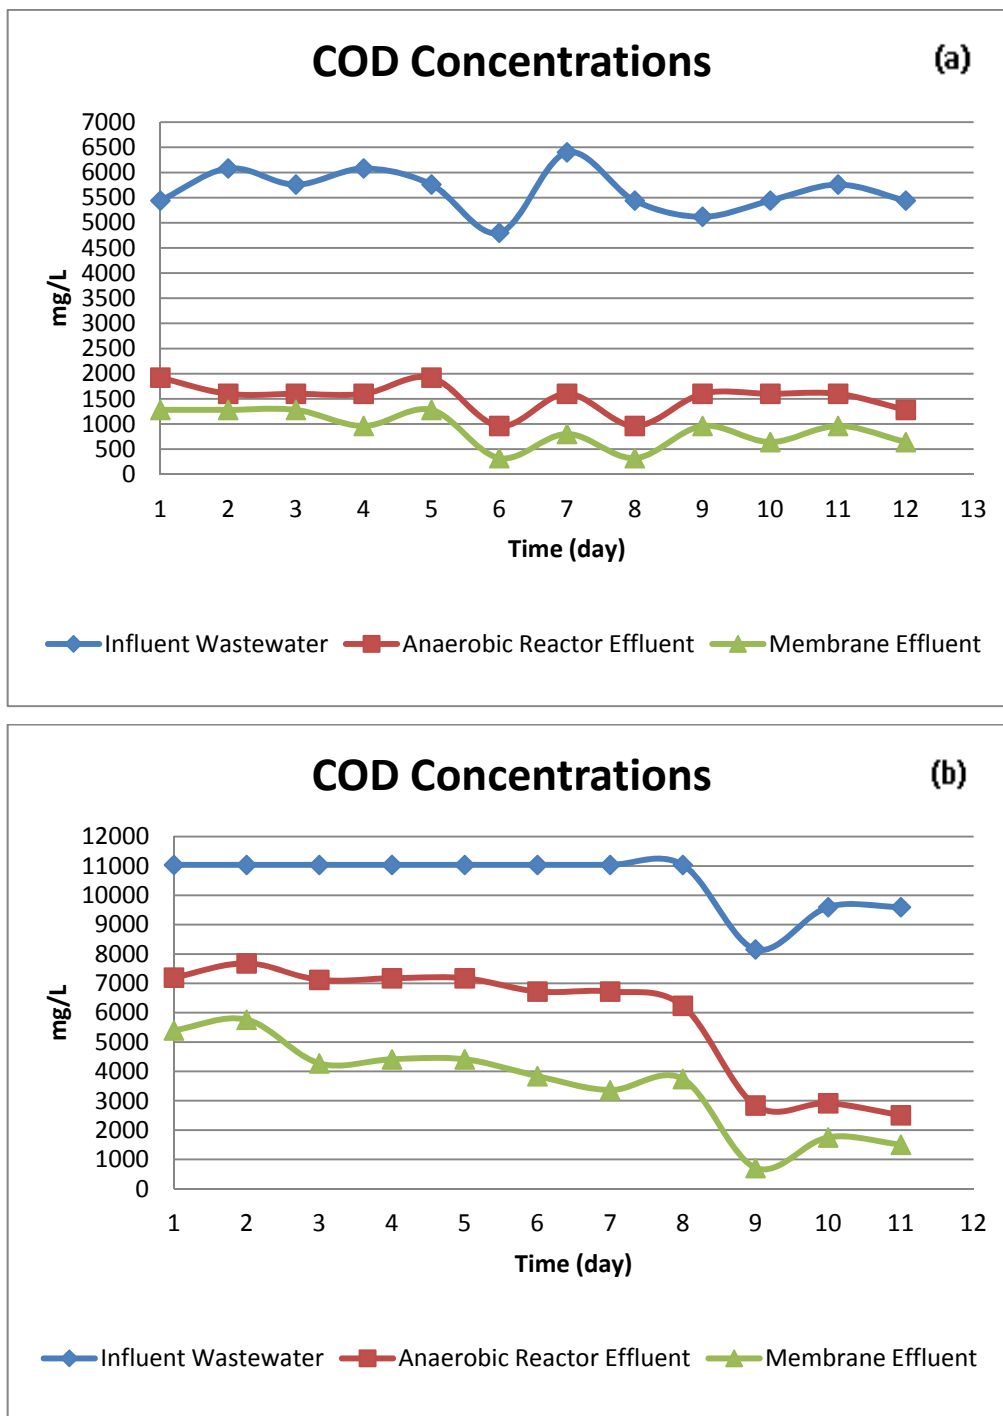 COD Concentrations (a)
7000
6500
6000
5500
5000
4500
4000
3500
3000
2500
2000
1500
1000
500
0
mg/L
1 2 3 4 5 6 7 8 9 10 11 12 13
Time (day)
Influent Wastewater Anaerobic Reactor Effluent Membrane Effluent
COD Concentrations (b)
12000
11000
10000
9000
8000
7000
6000
5000
4000
3000
2000
1000
0
mg/L
1 2 3 4 5 6 7 8 9 10 11 12
Time (day)
Influent Wastewater Anaerobic Reactor Effluent Membrane Effluent